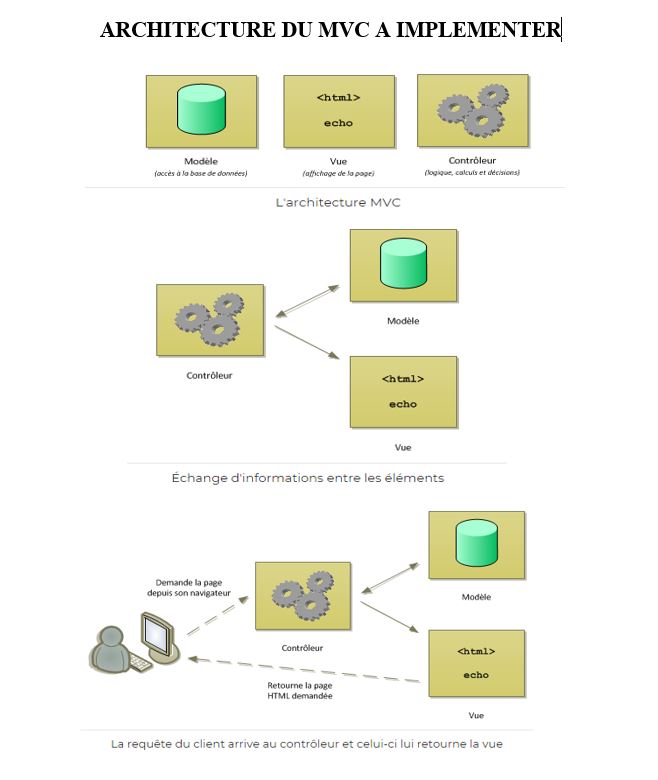 ARCHITECTURE DU MVC A IMPLEMENTER
<html>
echo
Modèle
(accès à la base de données)
Vue
(affichage de la page)
Contrôleur
(logique, calculs et décisions)
L'architecture MVC
Modèle
Contrôleur
<html>
echo
Vue
Échange d'informations entre les éléments
Demande la page
depuis son navigateur
Contrôleur
Modèle
<html>
echo
Retourne la page
HTML demandée
Vue
La requête du client arrive au contrôleur et celui-ci lui retourne la vue